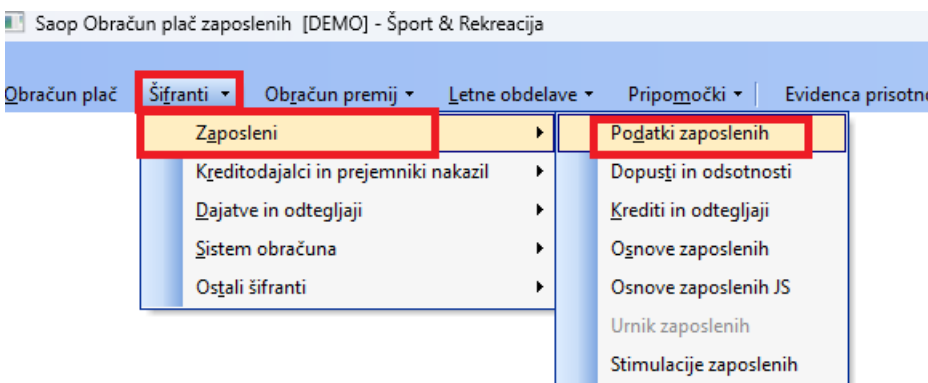 Saop Obračun plač zaposlenih [DEMO] - Šport & Rekreacija
Obračun plač Šifranti Obračun premij Letne obdelave Pripomočki Evidenca prisotno
Zaposleni
Kreditodajalci in prejemniki nakazil
Dajatve in odtegljaji
Sistem obračuna
Ostali šifranti
Podatki zaposlenih
Dopusti in odsotnosti
Krediti in odtegljaji
Osnove zaposlenih
Osnove zaposlenih JS
Urnik zaposlenih
Stimulacije zaposlenih